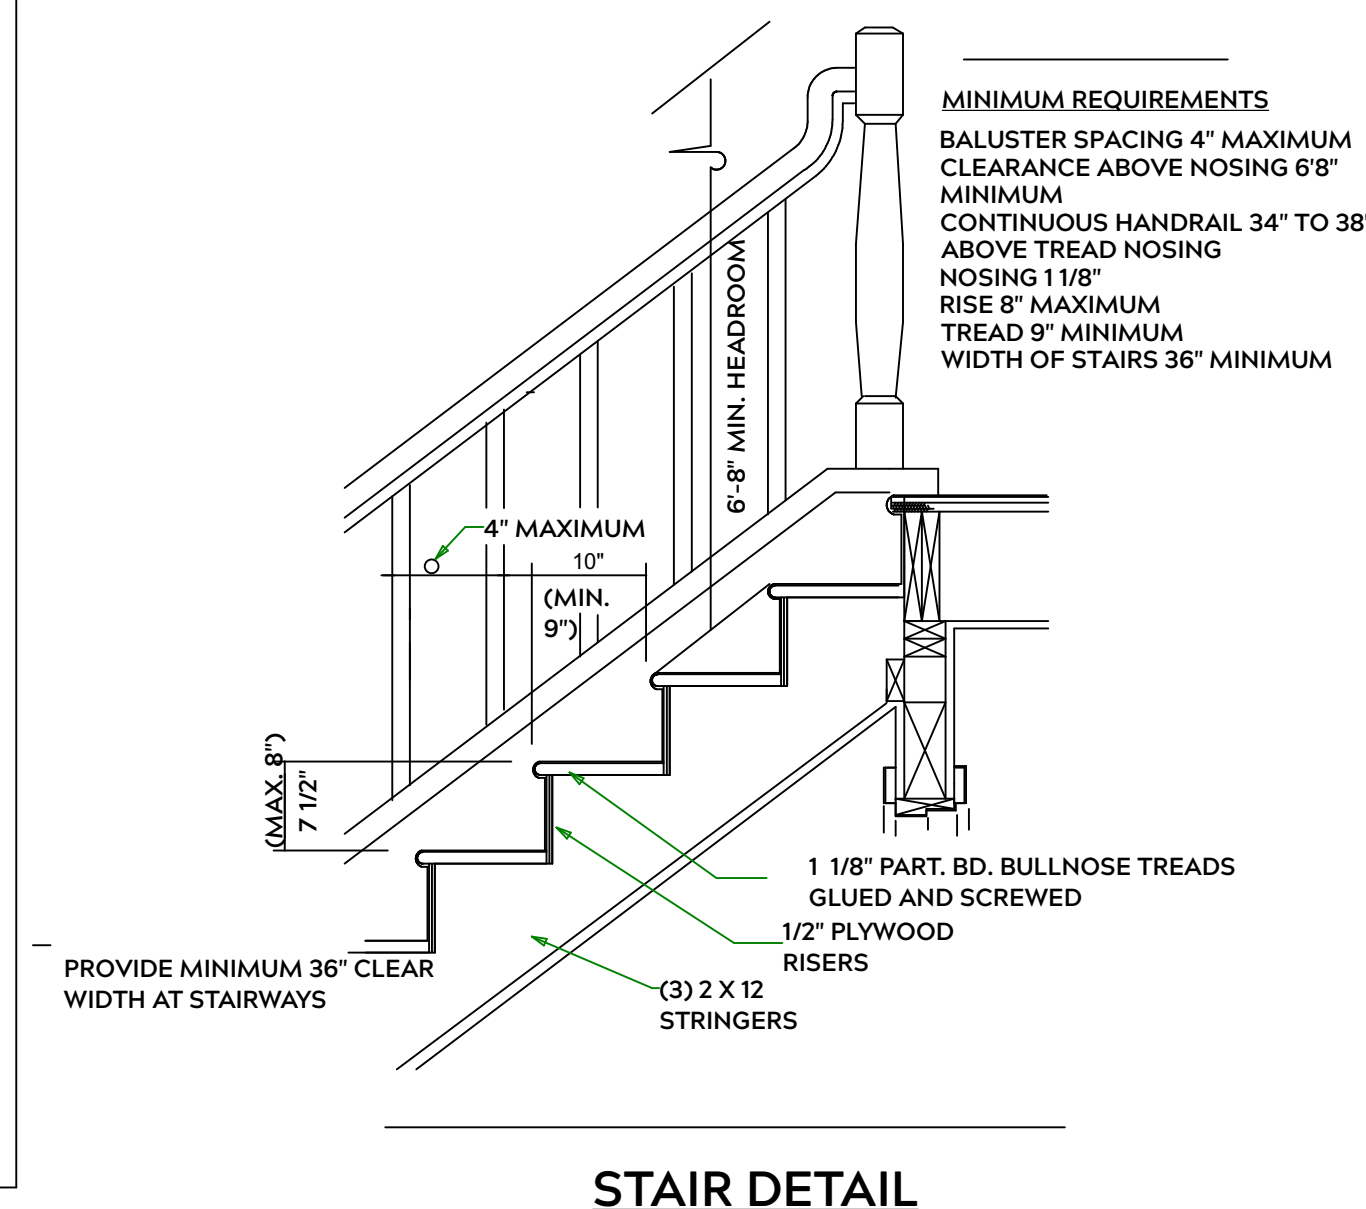 MINIMUM REQUIREMENTS
BALUSTER SPACING 4" MAXIMUM
CLEARANCE ABOVE NOSING 6'8"
MINIMUM
CONTINUOUS HANDRAIL 34" TO 38"
ABOVE TREAD NOSING
NOSING 1 1/8"
RISE 8" MAXIMUM
TREAD 9" MINIMUM
WIDTH OF STAIRS 36" MINIMUM
6'-8" MIN. HEADROOM
4" MAXIMUM
10"
(MIN.
9")
(MAX. 8")
7 1/2"
1 1/8" PART. BD. BULLNOSE TREADS
GLUED AND SCREWED
1/2" PLYWOOD
RISERS
(3) 2 X 12
STRINGERS
PROVIDE MINIMUM 36" CLEAR
WIDTH AT STAIRWAYS
STAIR DETAIL